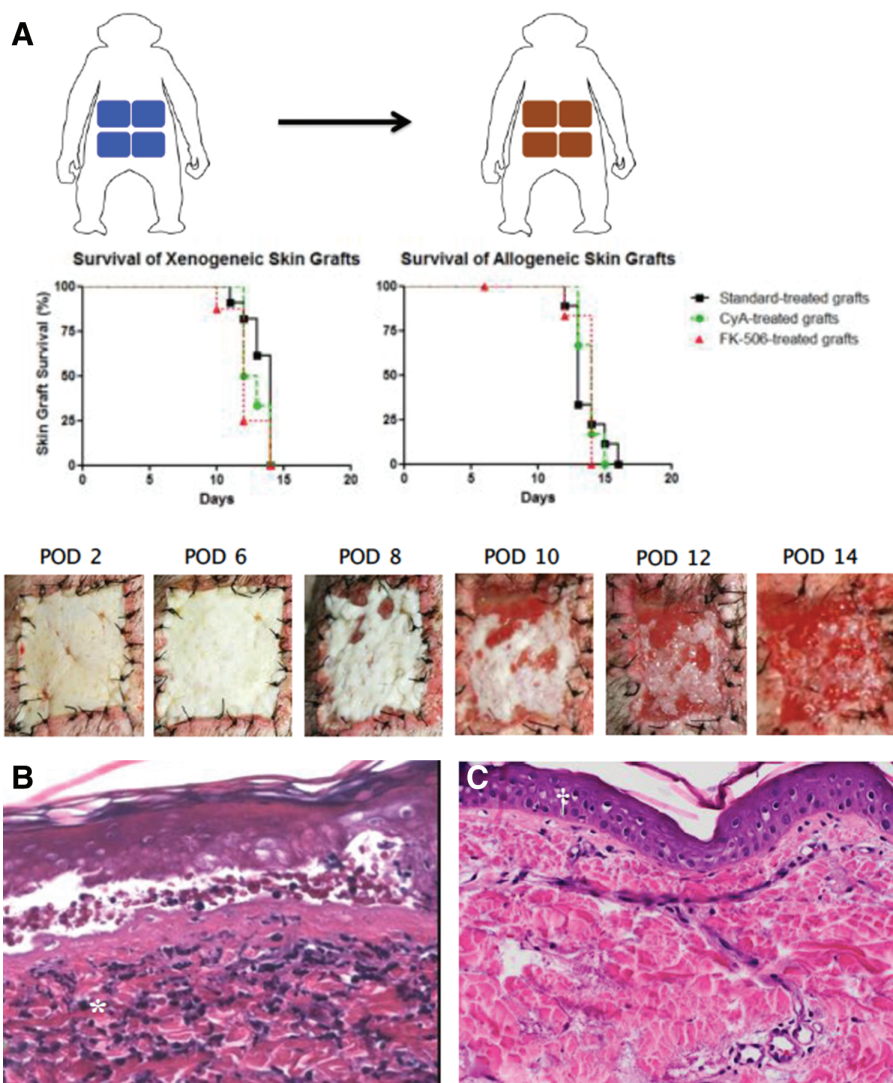 A
Survival of Xenogeneic Skin Grafts
Survival of Allogeneic Skin Grafts
Skin Graft Survival (%)
100
75
50
25
0
0 5 10 15 20
Days
100
75
50
25
0
0 5 10 15 20
Days
Standard-treated grafts
CyA-treated grafts
FK-506-treated grafts
POD 2 POD 6 POD 8 POD 10 POD 12 POD 14
B
*
C
†